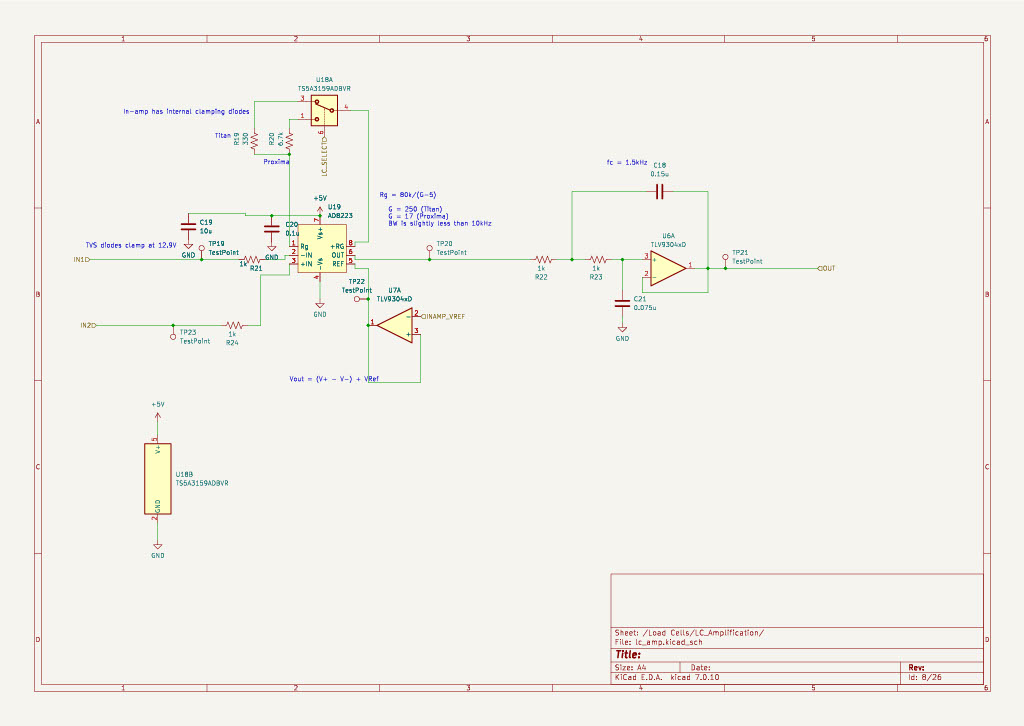 1 2 3 4 5 6
U18A
TS5A3159ADBVR
3
4
1
6
In-amp has internal clamping diodes
A
A
Titan
R19
330
R20
6.7k
LC_SELECT
Proxima
fc = 1.5kHz
C18
0.15u
+5V
Rg = 80k/(G-5)
U19
AD8223
G = 250 (Titan)
G = 17 (Proxima)
BW is slightly less than 10kHz
C19
10u
C20
0.1u
7
Vs+
U6A
TLV9304xD
GND
TVS diodes clamp at 12.9V
TP19
TestPoint
1 Rg
+RG 8
TP20
TestPoint
TP21
TestPoint
2 -IN
OUT 6
IN1
GND
1k
R21
3 +IN
REF 5
-Vs
4
1k
R22
1k
R23
3
+
2
-
1
OUT
TP22
TestPoint
U7A
TLV9304xD
B
B
C21
0.075u
GND
2
-
INAMP_VREF
IN2
TP23
TestPoint
1k
R24
1
3
+
GND
Vout = (V+ - V-) + VRef
+5V
5
V+
C
C
U18B
TS5A3159ADBVR
GND
2
GND
Sheet: /Load Cells/LC_Amplification/
File: lc_amp.kicad_sch
D
D
Title:
Size: A4 Date: Rev:
KiCad E.D.A. kicad 7.0.10 Id: 8/26
1 2 3 4 5 6